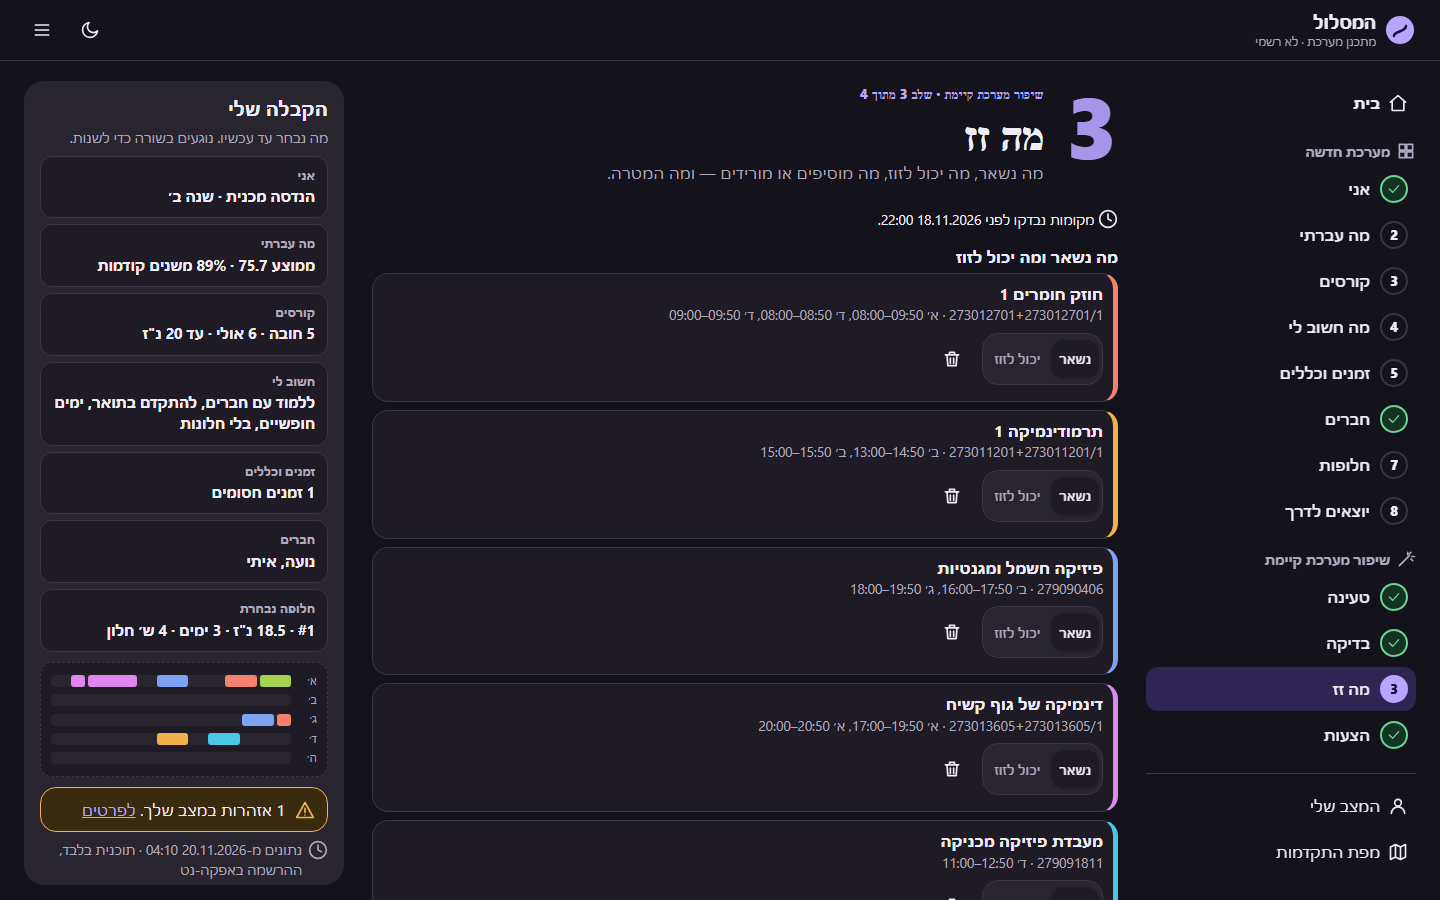 המסלול
מתכנן מערכת · לא רשמי
בית
מערכת חדשה
אני
2 מה עברתי
3 קורסים
4 מה חשוב לי
5 זמנים וכללים
חברים
7 חלופות
8 יוצאים לדרך
שיפור מערכת קיימת
טעינה
בדיקה
3 מה זז
הצעות
המצב שלי
מפת התקדמות
3
שיפור מערכת קיימת · שלב 3 מתוך 4
מה זז
מה נשאר, מה יכול לזוז, מה מוסיפים או מורידים — ומה המטרה.
מקומות נבדקו לפני 18.11.2026 22:00.
מה נשאר ומה יכול לזוז
חוזק חומרים 1
273012701+273012701/1 · א׳ 08:00–09:50, ד׳ 08:00–08:50, ד׳ 09:00–09:50
נשאר יכול לזוז
תרמודינמיקה 1
273011201+273011201/1 · ב׳ 13:00–14:50, ב׳ 15:00–15:50
נשאר יכול לזוז
פיזיקה חשמל ומגנטיות
279090406 · ב׳ 16:00–17:50, ג׳ 18:00–19:50
נשאר יכול לזוז
דינמיקה של גוף קשיח
273013605+273013605/1 · א׳ 17:00–19:50, א׳ 20:00–20:50
נשאר יכול לזוז
מעבדת פיזיקה מכניקה
279091811 · ד׳ 11:00–12:50
הקבלה שלי
מה נבחר עד עכשיו. נוגעים בשורה כדי לשנות.
אני
הנדסה מכנית · שנה ב׳
מה עברתי
ממוצע 75.7 · 89% משנים קודמות
קורסים
5 חובה · 6 אולי · עד 20 נ"ז
חשוב לי
ללמוד עם חברים, להתקדם בתואר, ימים
חופשיים, בלי חלונות
זמנים וכללים
1 זמנים חסומים
חברים
נועה, איתי
חלופה נבחרת
#1 · 18.5 נ"ז · 3 ימים · 4 ש׳ חלון
א׳
ב׳
ג׳
ד׳
ה׳
1 אזהרות במצב שלך. לפרטים
נתונים מ-20.11.2026 04:10 · תוכנית בלבד,
ההרשמה באפקה-נט